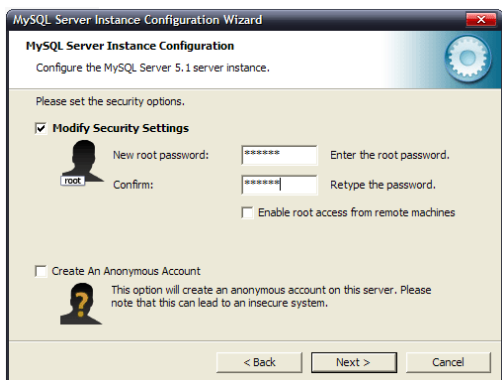 MySQL Server Instance Configuration Wizard
MySQL Server Instance Configuration
Configure the MySQL Server 5.1 server instance.
Please set the security options.
Modify Security Settings
root
New root password:
******
Enter the root password.
Confirm:
******
Retype the password.
Enable root access from remote machines
Create An Anonymous Account
?
This option will create an anonymous account on this server. Please
note that this can lead to an insecure system.
< Back
Next >
Cancel